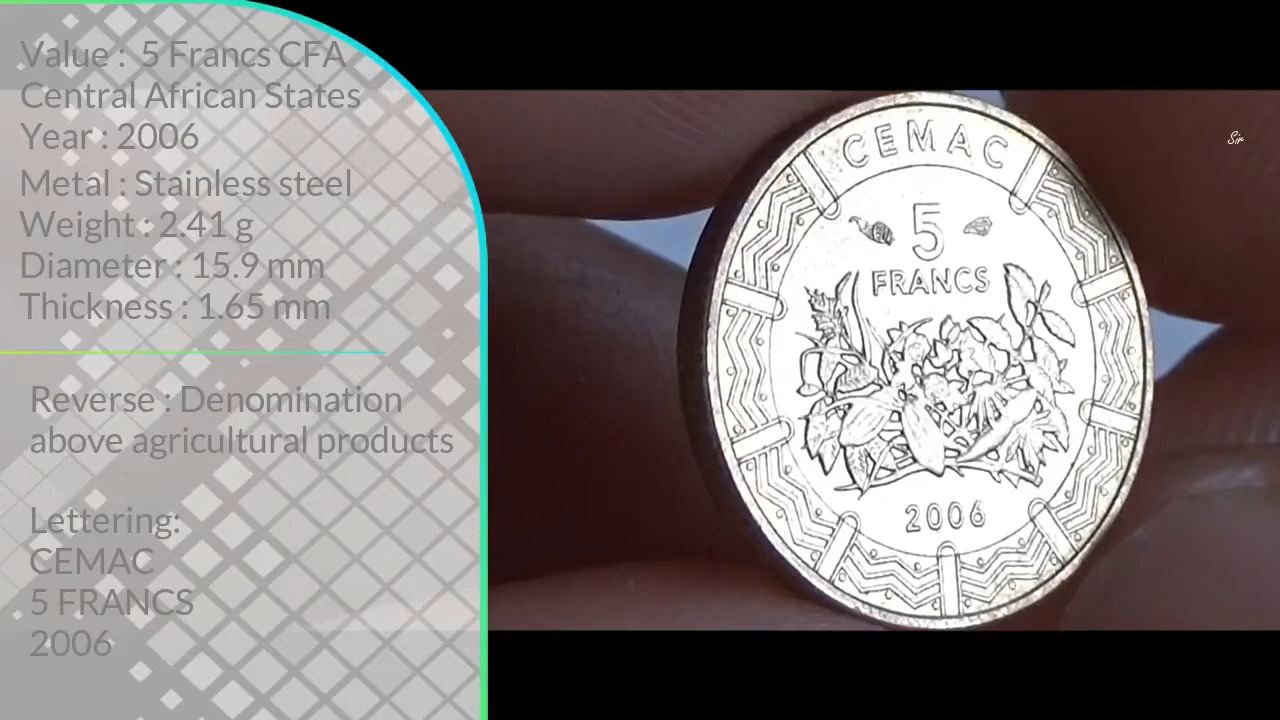 Value : 5 Francs CFA
Central African States
Year : 2006
Metal : Stainless steel
Weight : 2.41 g
Diameter : 15.9 mm
Thickness : 1.65 mm
Reverse : Denomination
above agricultural products
Lettering:
CEMAC
5 FRANCS
2006
CEMAC
5
FRANCS
2006
Sir